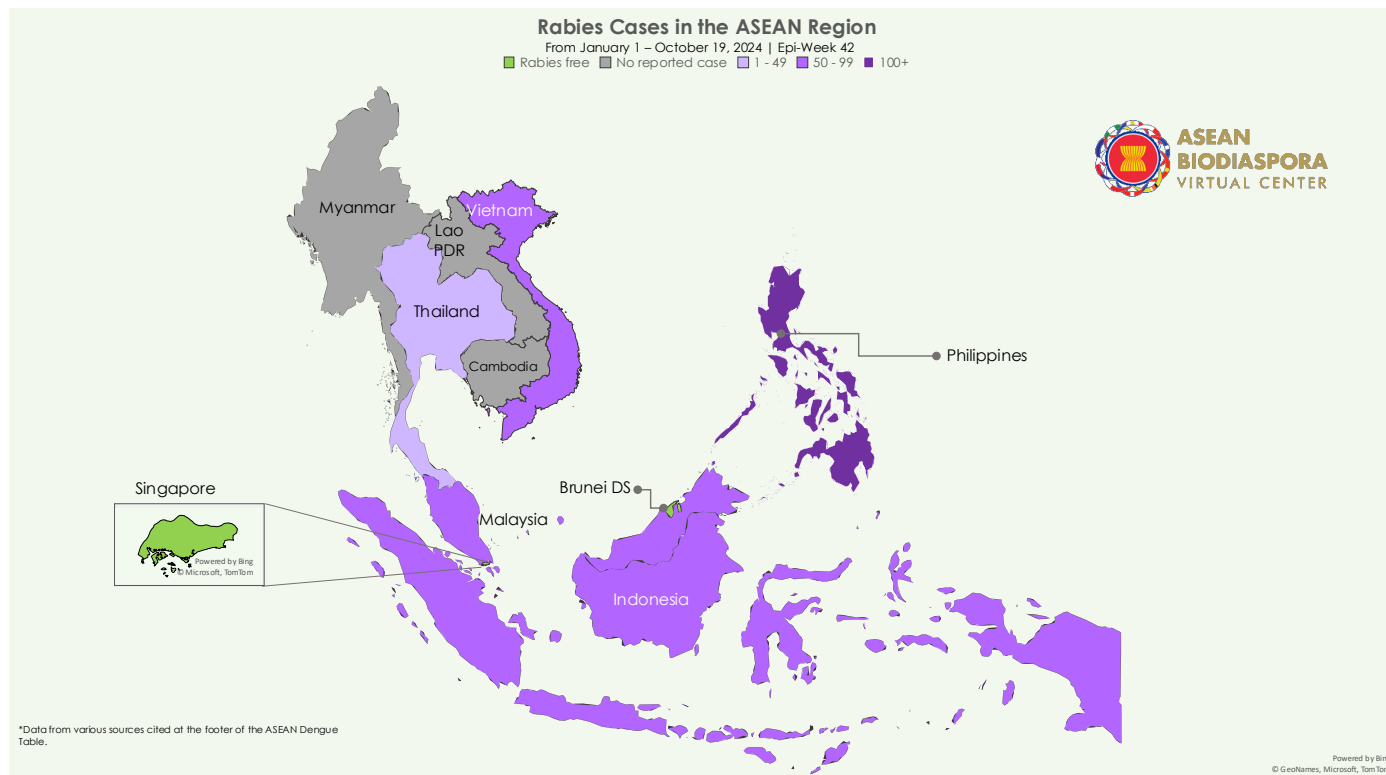 Rabies Cases in the ASEAN Region
From January 1 – October 19, 2024 | Epi-Week 42
Rabies free No reported case 1 - 49 50 - 99 100+
ASEAN
BIODIASPORA
VIRTUAL CENTER
Myanmar
Vietnam
Lao
PDR
Thailand
Cambodia
Philippines
Singapore
Brunei DS
Malaysia
Powered by Bing
© Microsoft, TomTom
Indonesia
*Data from various sources cited at the footer of the ASEAN Dengue
Table.
Powered by Bin
© GeoNames, Microsoft, TomTom